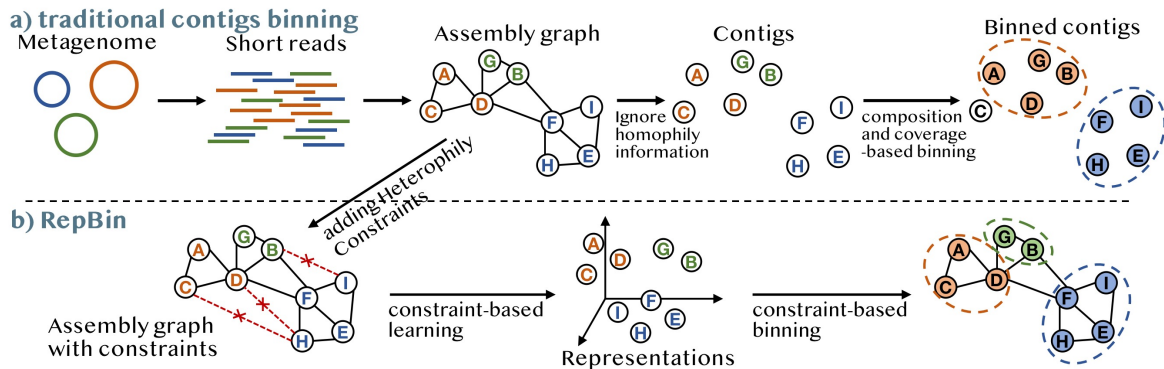 a) traditional contigs binning
Metagenome
Short reads
Assembly graph
Contigs
Binned contigs
A
G
B
C
D
F
I
H
E
Ignore
homophily
information
A
G
B
C
D
F
I
H
E
composition
and coverage
-based binning
A
G
B
C
D
F
I
H
E
adding Heterophily
Constraints
b) RepBin
A
G
B
C
D
F
I
H
E
Assembly graph
with constraints
constraint-based
learning
A
D
C
G
B
I
F
H
E
Representations
constraint-based
binning
G
A
B
C
D
F
I
H
E